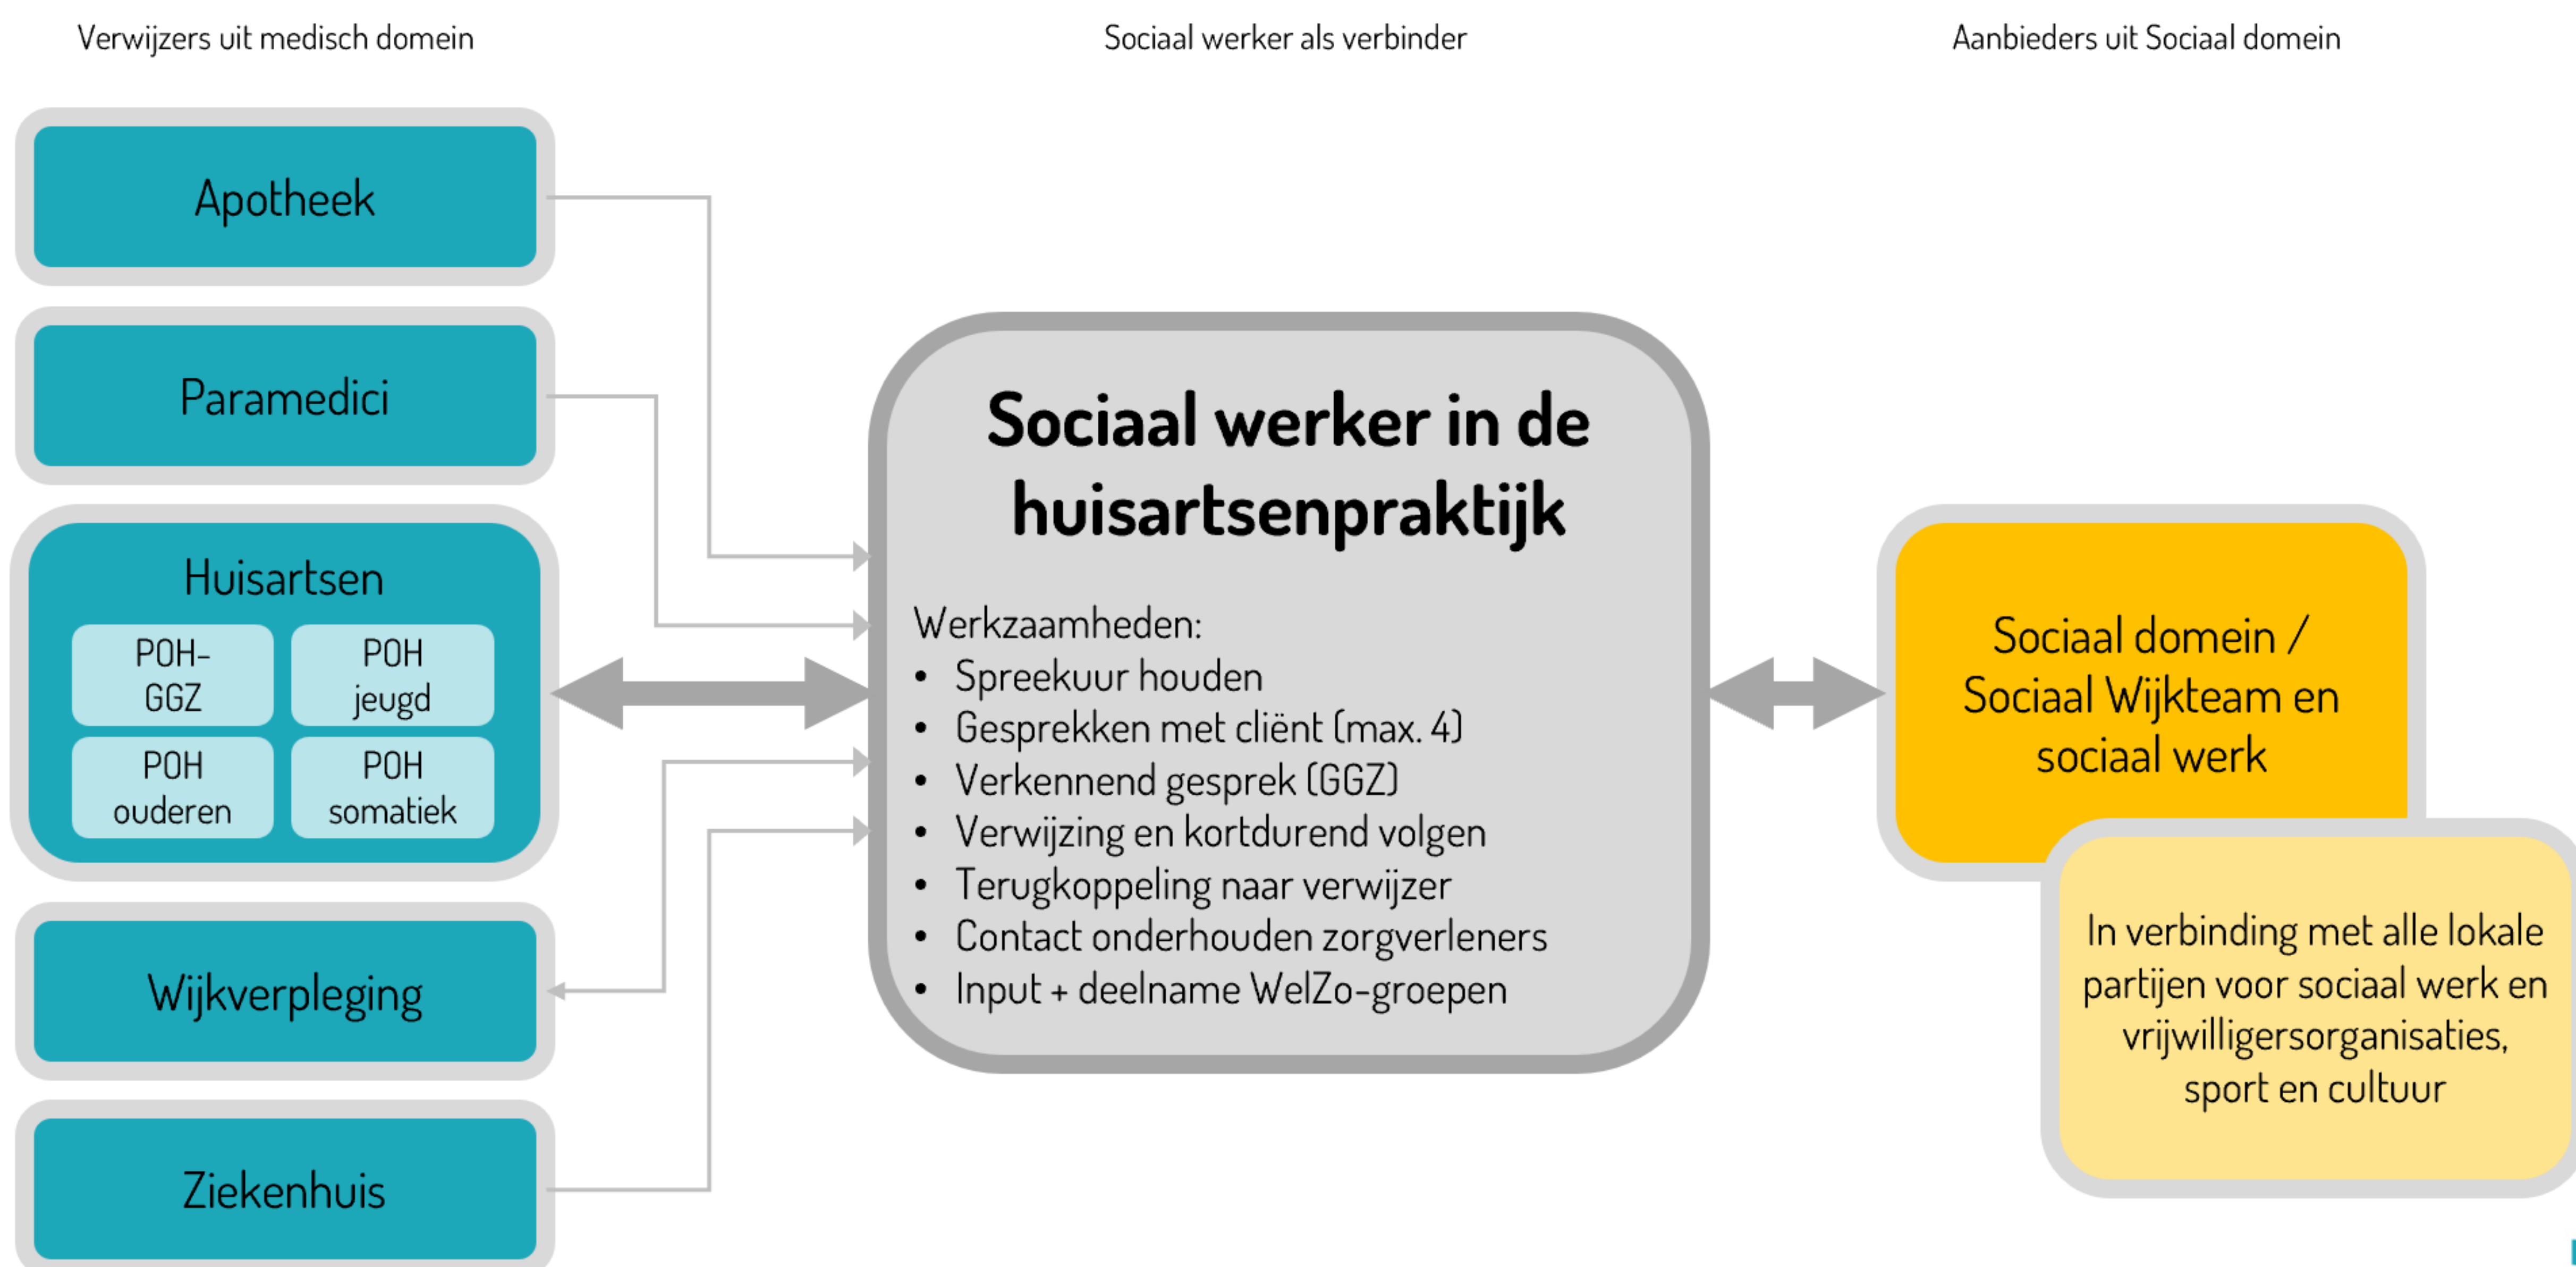 Verwijzers uit medisch domein
Sociaal werker als verbinder
Aanbieders uit Sociaal domein
Apotheek
Paramedici
Huisartsen
POH-
GGZ
POH
jeugd
POH
ouderen
POH
somatiek
Wijkverpleging
Ziekenhuis
Sociaal werker in de
huisartsenpraktijk
Werkzaamheden:
• Spreekuur houden
• Gesprekken met cliënt (max. 4)
• Verkennend gesprek (GGZ)
• Verwijzing en kortdurend volgen
• Terugkoppeling naar verwijzer
• Contact onderhouden zorgverleners
• Input + deelname WelZo-groepen
Sociaal domein /
Sociaal Wijkteam en
sociaal werk
In verbinding met alle lokale
partijen voor sociaal werk en
vrijwilligersorganisaties,
sport en cultuur